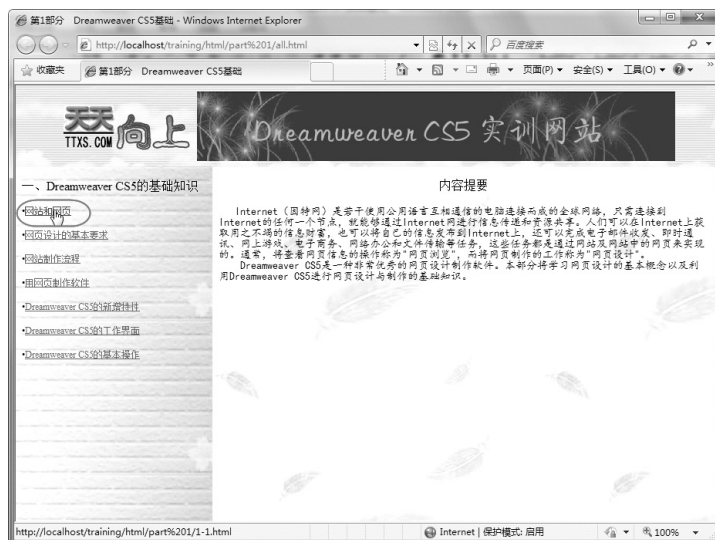 第1部分 Dreamweaver CS5基础 - Windows Internet Explorer
http://localhost/training/html/part%201/all.html
百度搜索
收藏夹 第1部分 Dreamweaver CS5基础 页面(P) 安全(S) 工具(O)
天天向上
TTXS.COM
Dreamweaver CS5 实训网站
一、Dreamweaver CS5的基础知识
•网站和网页
•网页设计的基本要求
•网站制作流程
•用网页制作软件
•Dreamweaver CS5的新增特性
•Dreamweaver CS5的工作界面
•Dreamweaver CS5的基本操作
内容提要
Internet（因特网）是若干使用公用语言互相通信的电脑连接而成的全球网络，只需连接到
Internet的任何一个节点，就能够通过Internet网进行信息传递和资源共享。人们可以在Internet上获
取用之不竭的信息财富，也可以将自己的信息发布到Internet上，还可以完成电子邮件收发、即时通
讯、网上游戏、电子商务、网络办公和文件传输等任务，这些任务都是通过网站及网站中的网页来实现
的。通常，将查看网页信息的操作称为"网页浏览"，而将网页制作的工作称为"网页设计"。
Dreamweaver CS5是一种非常优秀的网页设计制作软件。本部分将学习网页设计的基本概念以及利
用Dreamweaver CS5进行网页设计与制作的基础知识。
http://localhost/training/html/part%201/1-1.html
Internet | 保护模式: 启用
100%